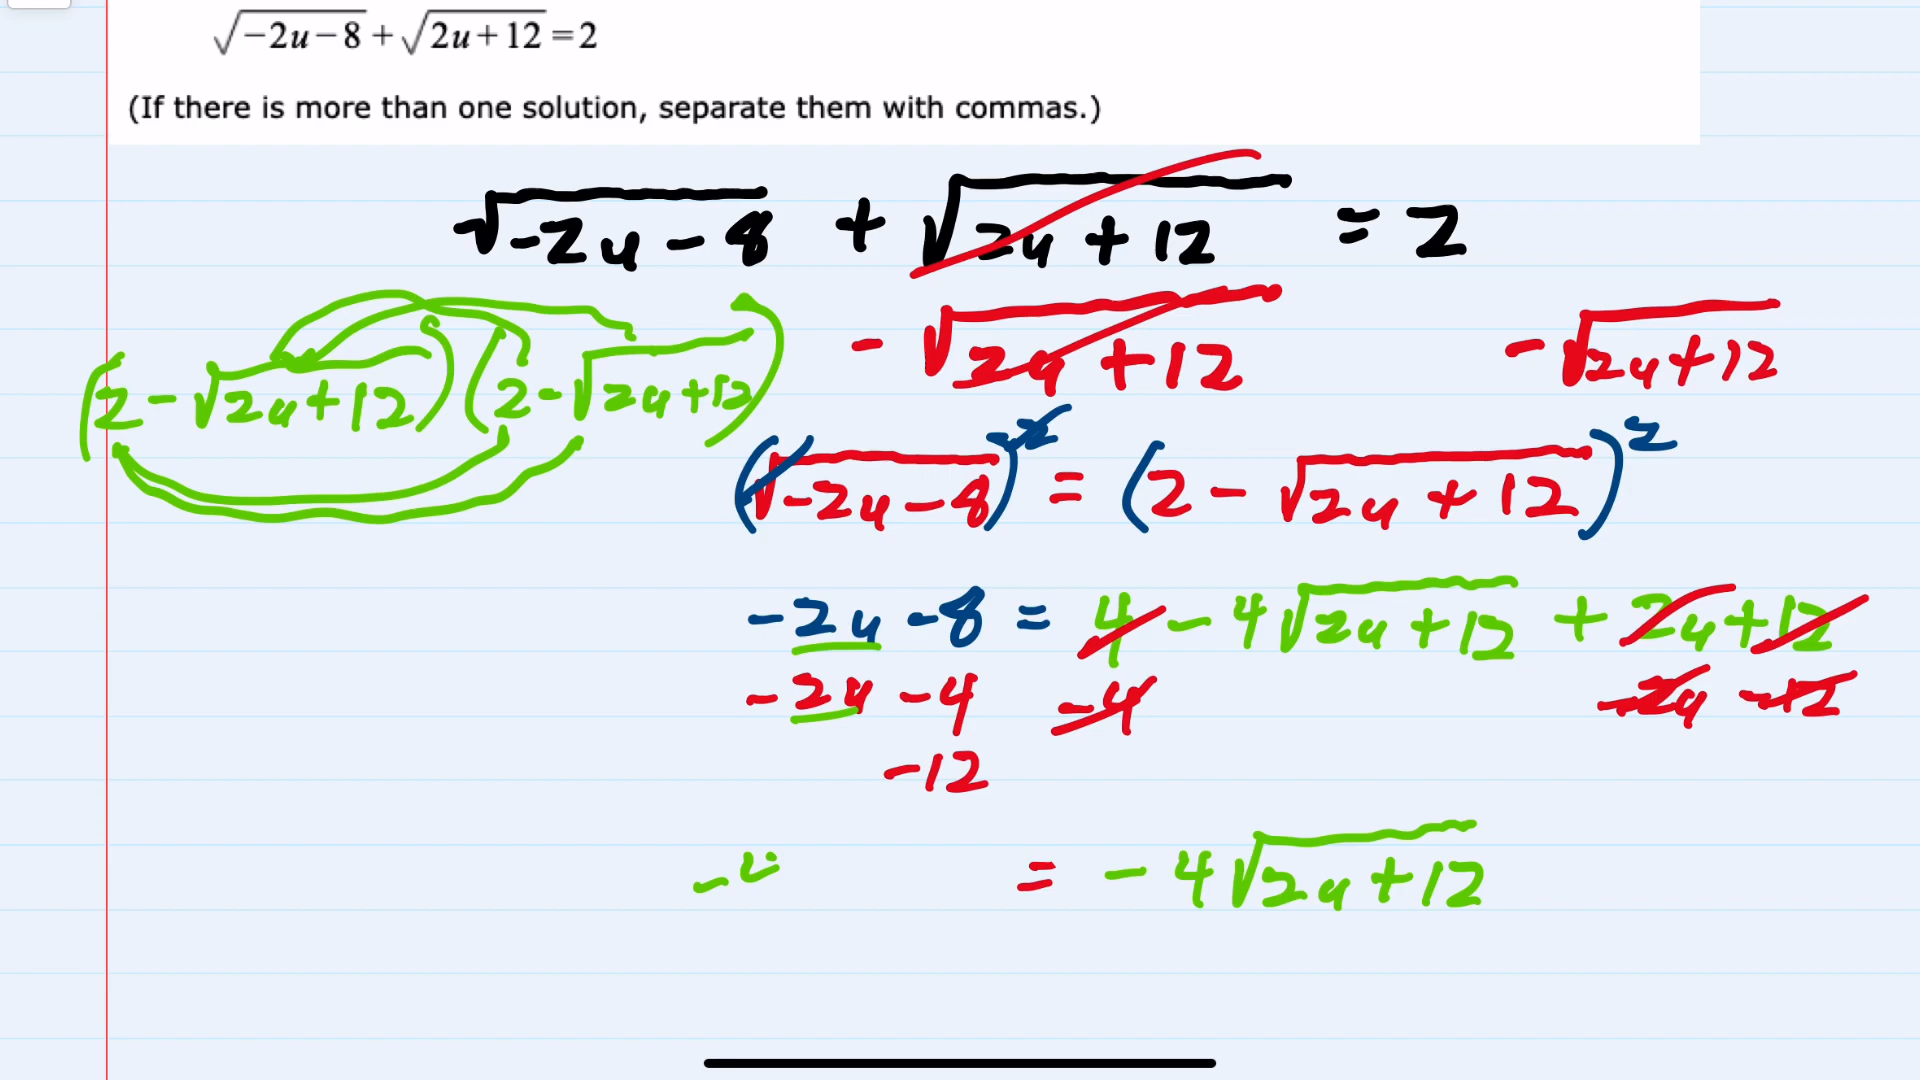 √−2u−8 + √2u+12 = 2
(If there is more than one solution, separate them with commas.)
√-2u-8 + √2u+12 = 2
-√2u+12 -√2u+12
(2-√2u+12)(2-√2u+12)
(√-2u-8)² = (2-√2u+12)²
-2u-8 = 4-4√2u+12 + 2u+12
-2u-4 -4 -2u-12
-12
- = -4√2u+12